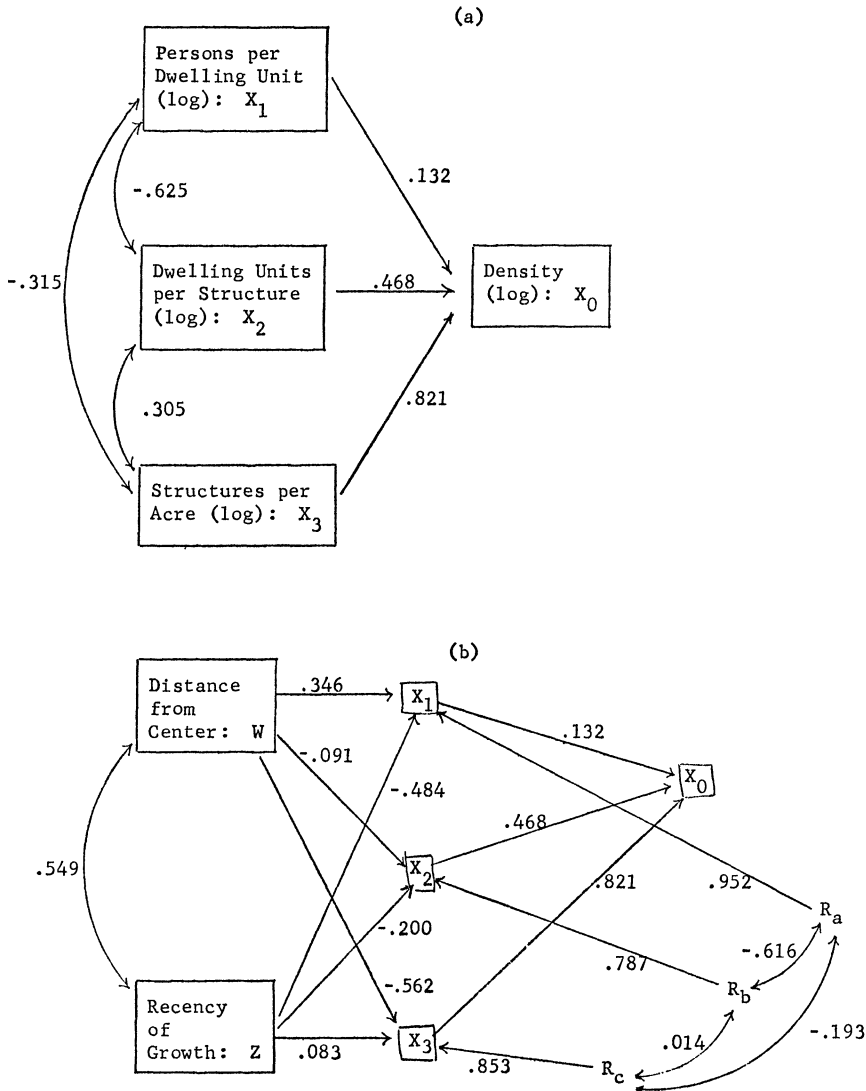 (a)
Persons per
Dwelling Unit
(log): X1
.132
-.625
-.315
Dwelling Units
per Structure
(log): X2
.468
Density
(log): X0
.305
.821
Structures per
Acre (log): X3
(b)
Distance
from
Center: W
.346
X1
-.091
.132
-.484
X0
.549
X2
.468
.821
.952
-.200
Ra
-.616
.787
-.562
Rb
Recency
of
Growth: Z
.083
X3
.853
Rc
.014
-.193